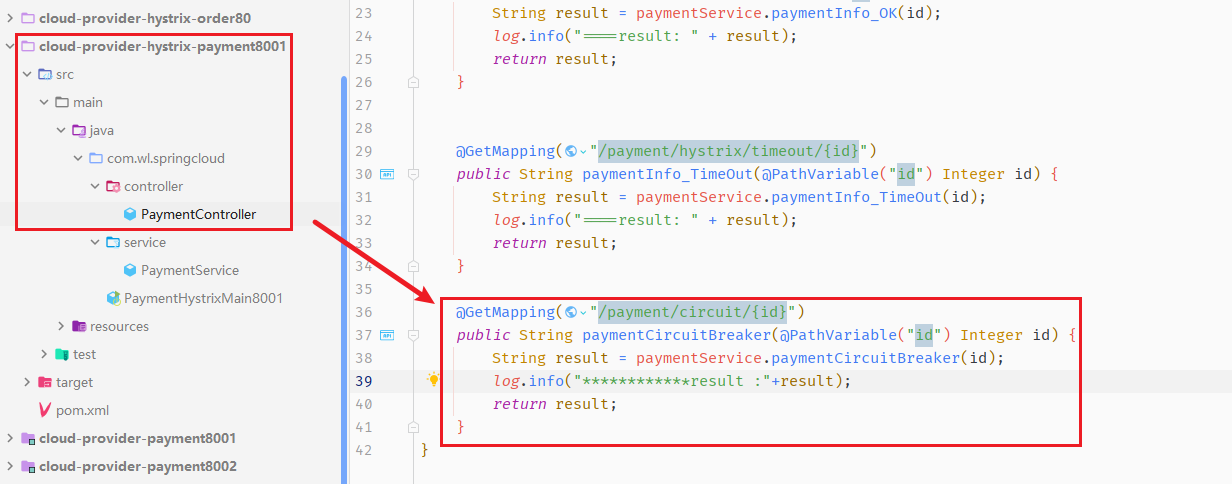 cloud-provider-hystrix-order80
cloud-provider-hystrix-payment8001
src
main
java
com.wl.springcloud
controller
PaymentController
service
PaymentService
PaymentHystrixMain8001
resources
test
target
pom.xml
cloud-provider-payment8001
cloud-provider-payment8002
23 String result = paymentService.paymentInfo_OK(id);
24 log.info("====result: " + result);
25 return result;
26 }
27
28
29 @GetMapping("/payment/hystrix/timeout/{id}")
30 public String paymentInfo_TimeOut(@PathVariable("id") Integer id) {
31 String result = paymentService.paymentInfo_TimeOut(id);
32 log.info("====result: " + result);
33 return result;
34 }
35
36 @GetMapping("/payment/circuit/{id}")
37 public String paymentCircuitBreaker(@PathVariable("id") Integer id) {
38 String result = paymentService.paymentCircuitBreaker(id);
39 log.info("************result :"+result);
40 return result;
41 }
42 }